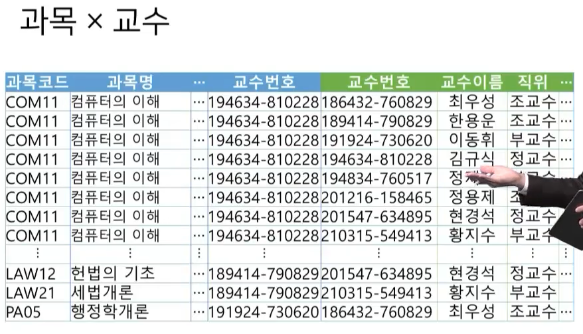 과목 × 교수
과목코드 과목명 … 교수번호 교수번호 교수이름 직위 …
COM11 컴퓨터의 이해 … 194634-810228 186432-760829 최우성 조교수 …
COM11 컴퓨터의 이해 … 194634-810228 189414-790829 한용운 조교수 …
COM11 컴퓨터의 이해 … 194634-810228 191924-730620 이동휘 부교수 …
COM11 컴퓨터의 이해 … 194634-810228 194634-810228 김규식 정교수 …
COM11 컴퓨터의 이해 … 194634-810228 194834-760517
COM11 컴퓨터의 이해 … 194634-810228 201216-158465 정용제
COM11 컴퓨터의 이해 … 194634-810228 201547-634895 현경석 정교수
COM11 컴퓨터의 이해 … 194634-810228 210315-549413 황지수 부교수
⋮ ⋮ ⋮ ⋮ ⋮ ⋮
LAW12 헌법의 기초 … 189414-790829 201547-634895 현경석 정교수 …
LAW21 세법개론 … 189414-790829 210315-549413 황지수 부교수 …
PA05 행정학개론 … 191924-730620 186432-760829 최우성 조교수 …